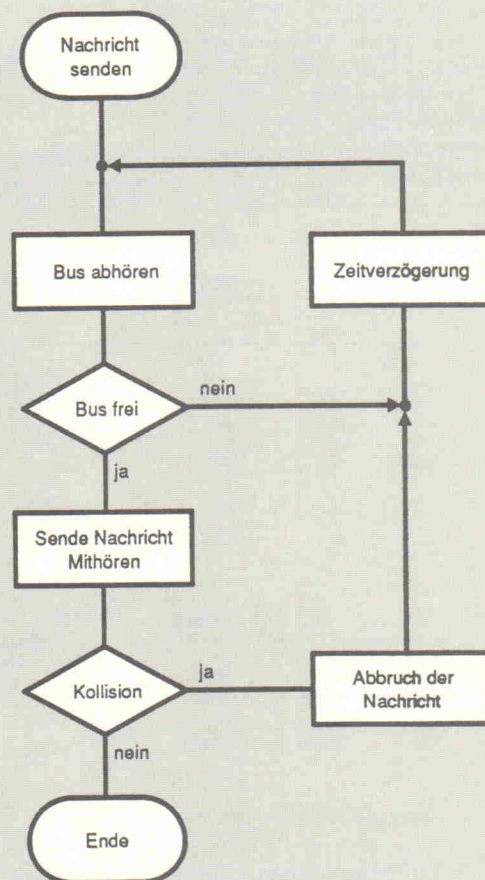 Nachricht
senden
Bus abhören
Zeitverzögerung
Bus frei
nein
ja
Sende Nachricht
Mithören
Kollision
ja
Abbruch der
Nachricht
nein
Ende